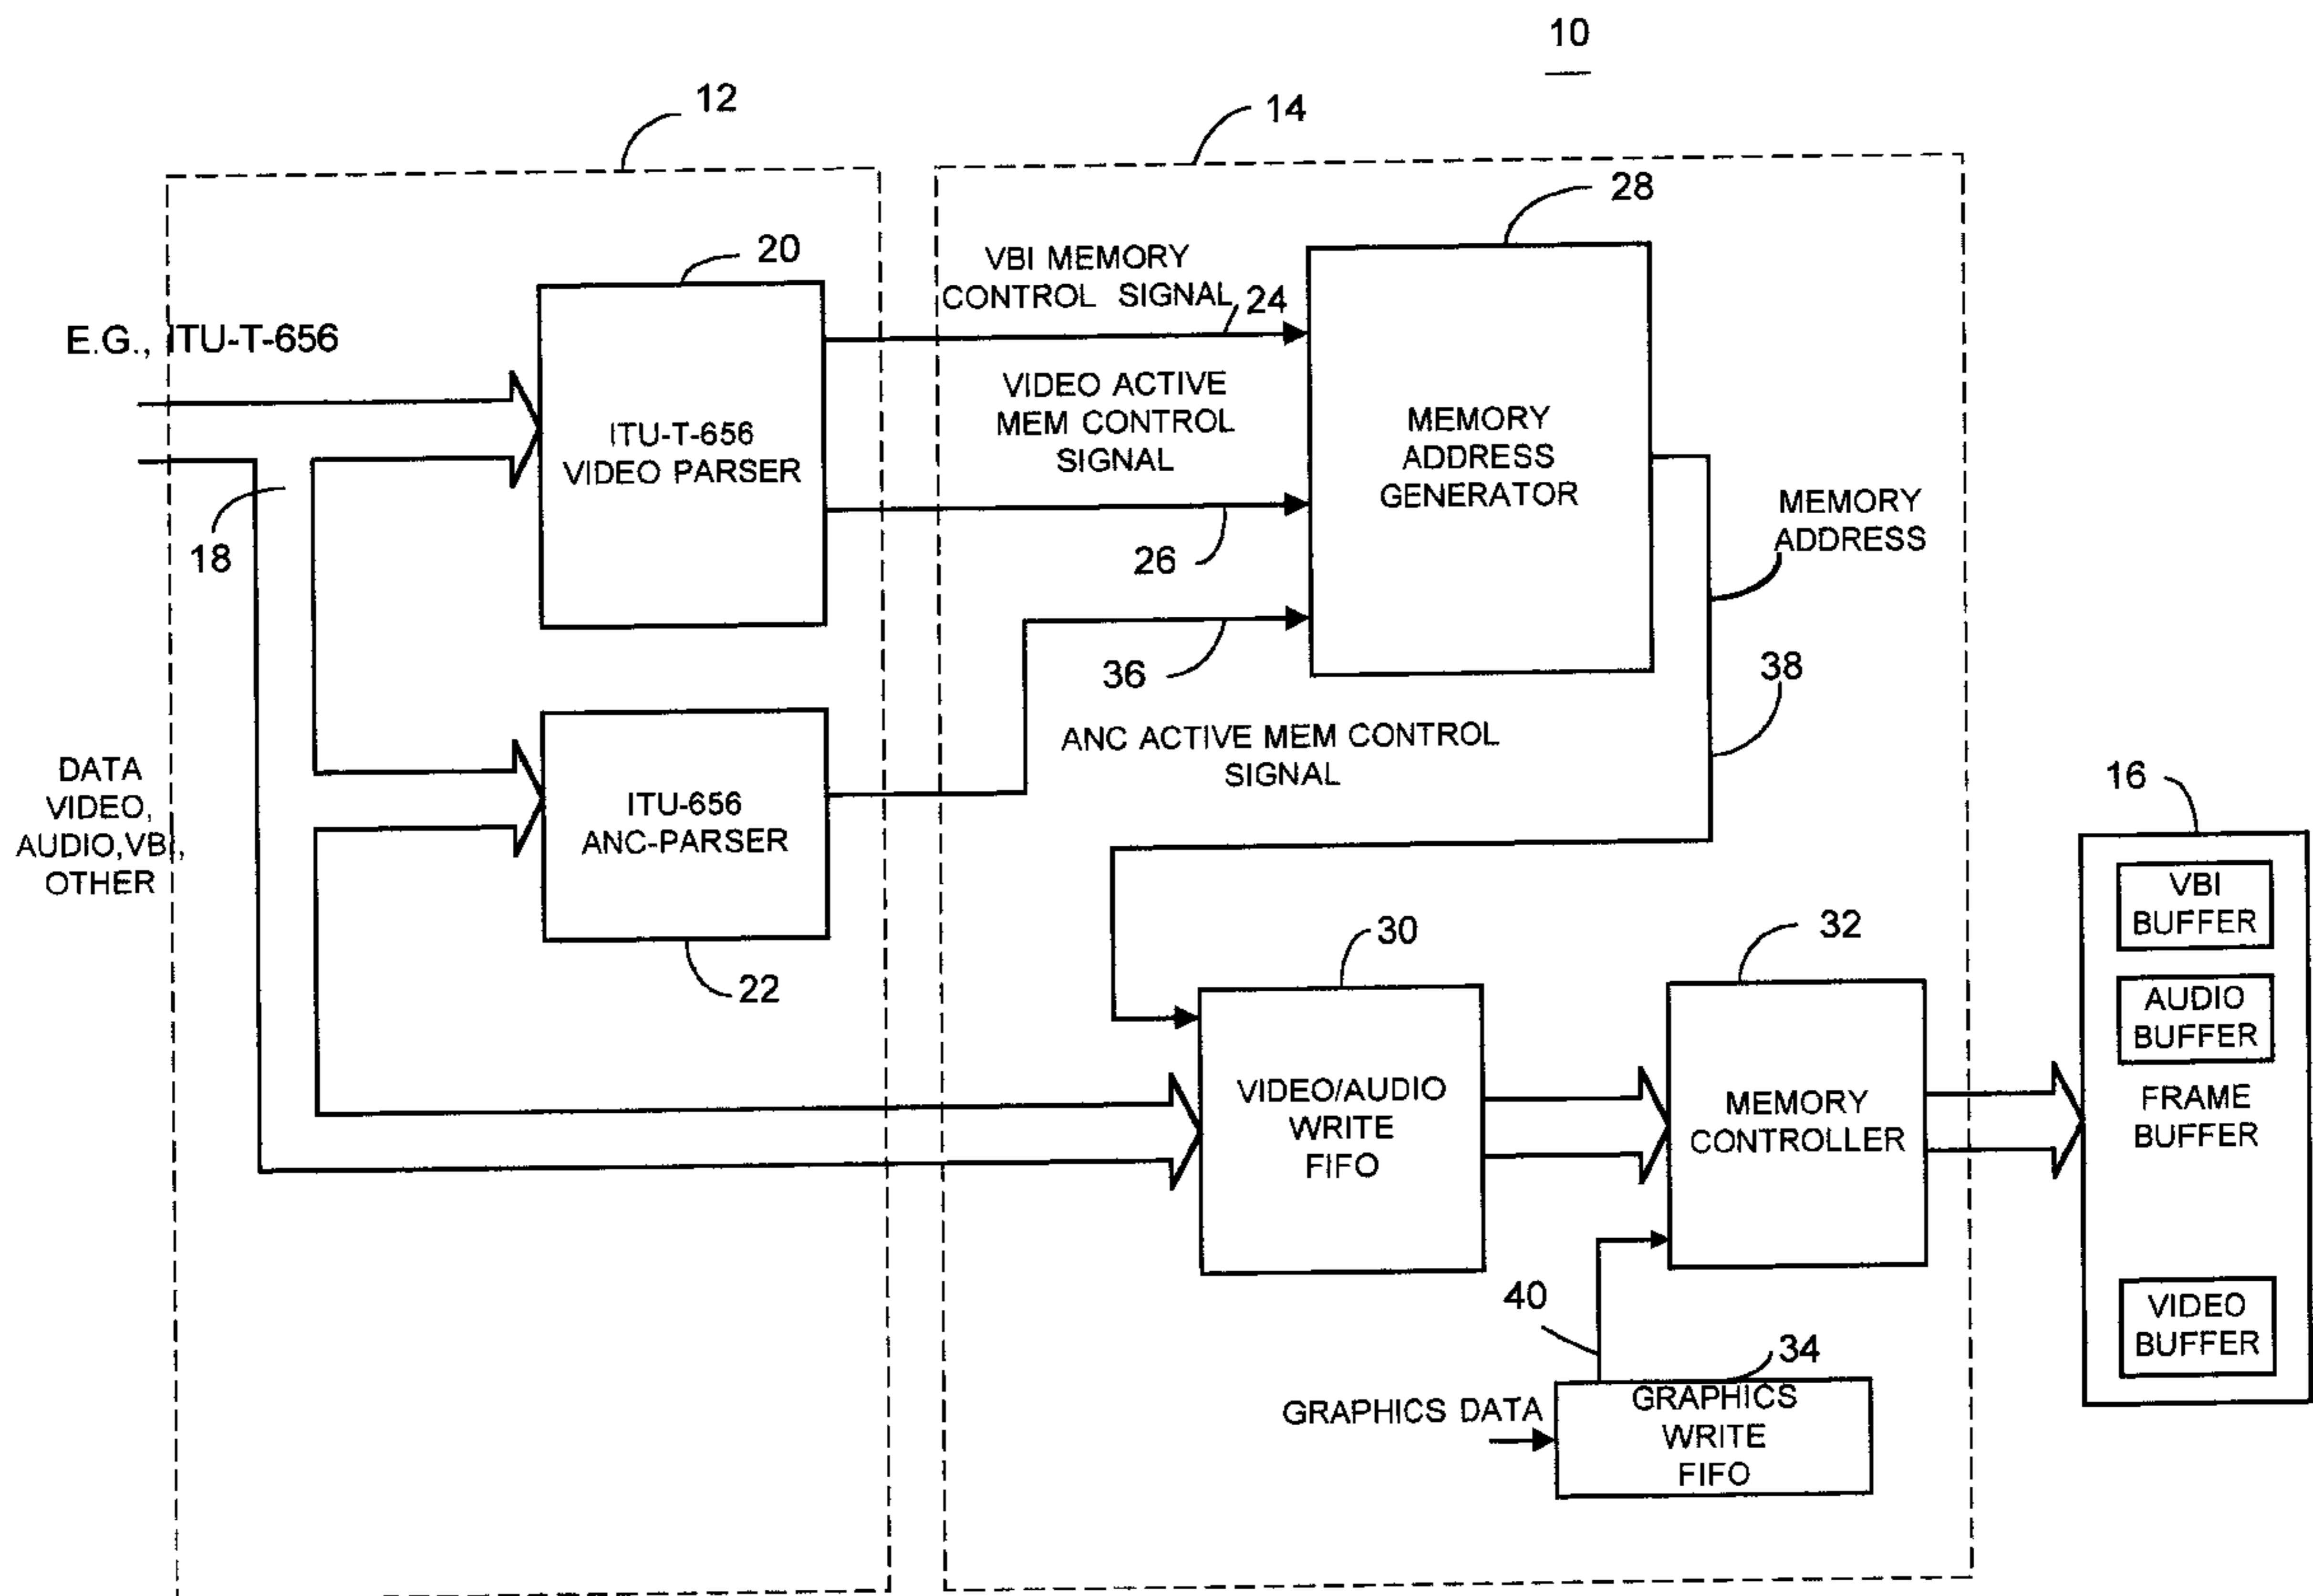 10
12
14
28
20
VBI MEMORY
CONTROL SIGNAL
24
E.G., ITU-T-656
VIDEO ACTIVE
MEM CONTROL
SIGNAL
ITU-T-656
VIDEO PARSER
MEMORY
ADDRESS
GENERATOR
MEMORY
ADDRESS
18
26
36
38
ANC ACTIVE MEM CONTROL
SIGNAL
DATA
VIDEO,
AUDIO,VBI,
OTHER
ITU-656
ANC-PARSER
16
VBI
BUFFER
22
30
32
AUDIO
BUFFER
VIDEO/AUDIO
WRITE
FIFO
MEMORY
CONTROLLER
FRAME
BUFFER
40
34
VIDEO
BUFFER
GRAPHICS DATA
GRAPHICS
WRITE
FIFO